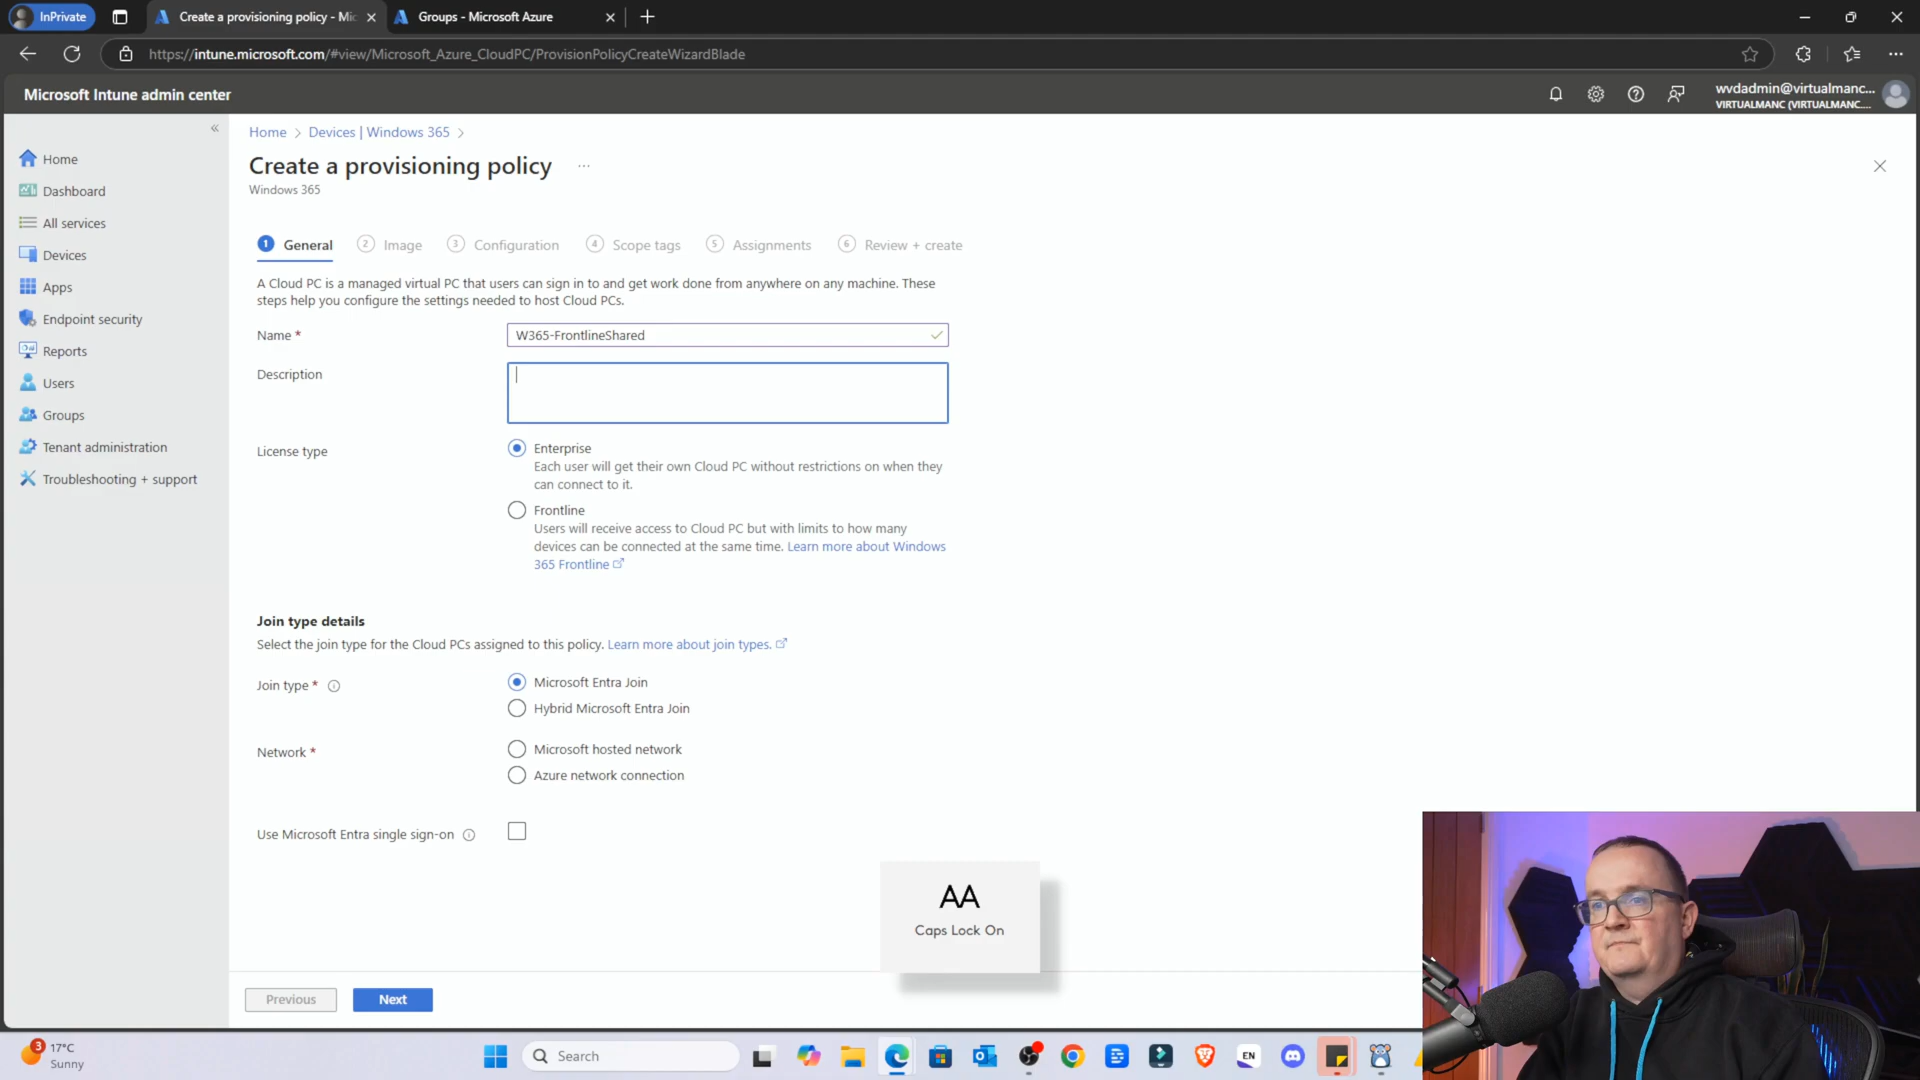 InPrivate
Create a provisioning policy - Mic
Groups - Microsoft Azure
https://intune.microsoft.com/#view/Microsoft_Azure_CloudPC/ProvisionPolicyCreateWizardBlade
Microsoft Intune admin center
wvdadmin@virtualmanc...
VIRTUALMANC (VIRTUALMANC....
Home
Dashboard
All services
Devices
Apps
Endpoint security
Reports
Users
Groups
Tenant administration
Troubleshooting + support
Home > Devices | Windows 365 >
Create a provisioning policy ...
Windows 365
1 General 2 Image 3 Configuration 4 Scope tags 5 Assignments 6 Review + create
A Cloud PC is a managed virtual PC that users can sign in to and get work done from anywhere on any machine. These
steps help you configure the settings needed to host Cloud PCs.
Name * W365-FrontlineShared
Description
License type
Enterprise
Each user will get their own Cloud PC without restrictions on when they
can connect to it.
Frontline
Users will receive access to Cloud PC but with limits to how many
devices can be connected at the same time. Learn more about Windows
365 Frontline
Join type details
Select the join type for the Cloud PCs assigned to this policy. Learn more about join types.
Join type *
Microsoft Entra Join
Hybrid Microsoft Entra Join
Network *
Microsoft hosted network
Azure network connection
Use Microsoft Entra single sign-on
AA
Caps Lock On
Previous Next
3
17°C
Sunny
Search
EN